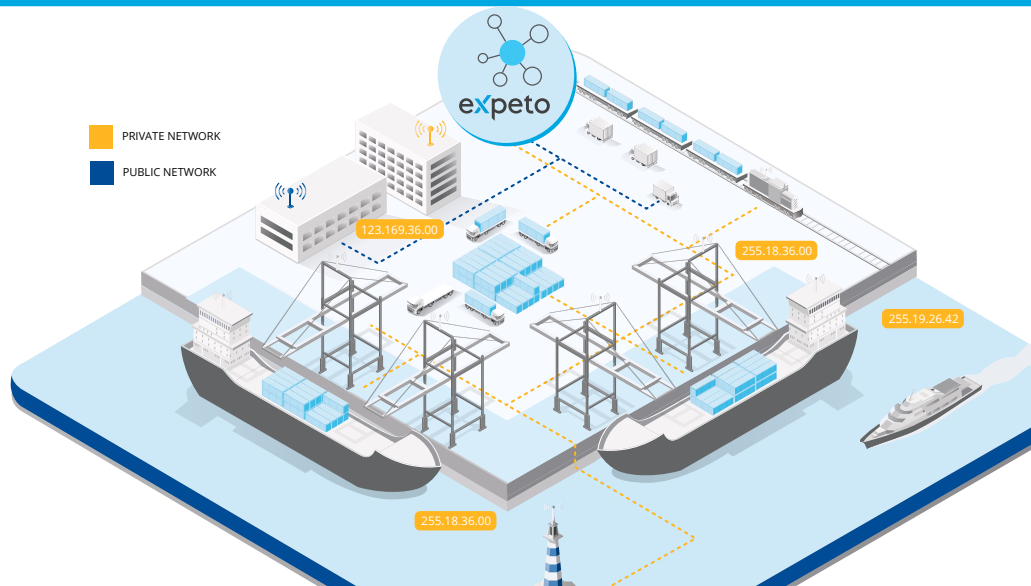 expeto
PRIVATE NETWORK
PUBLIC NETWORK
123.169.36.00
255.18.36.00
255.19.26.42
255.18.36.00